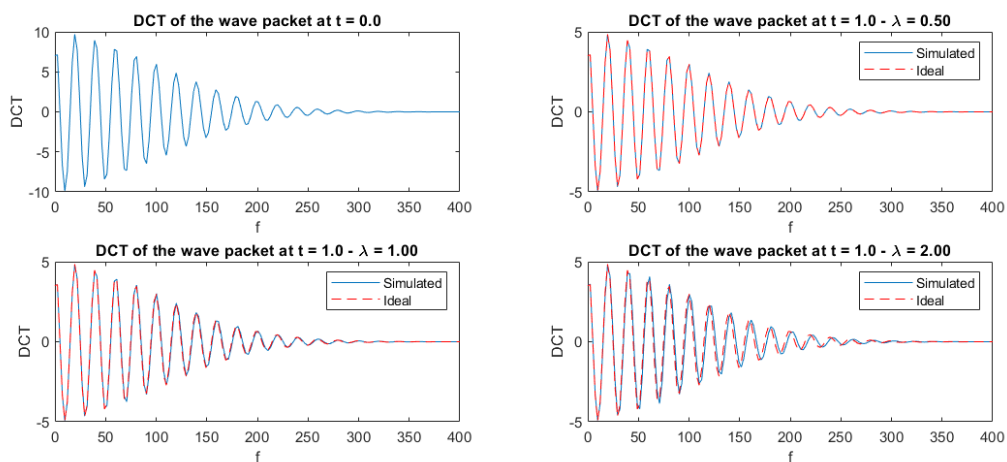 DCT of the wave packet at t = 0.0
10
5
0
-5
-10
DCT
0 50 100 150 200 250 300 350 400
f
DCT of the wave packet at t = 1.0 - λ = 0.50
5
0
-5
DCT
Simulated
Ideal
0 50 100 150 200 250 300 350 400
f
DCT of the wave packet at t = 1.0 - λ = 1.00
5
0
-5
DCT
Simulated
Ideal
0 50 100 150 200 250 300 350 400
f
DCT of the wave packet at t = 1.0 - λ = 2.00
5
0
-5
DCT
Simulated
Ideal
0 50 100 150 200 250 300 350 400
f